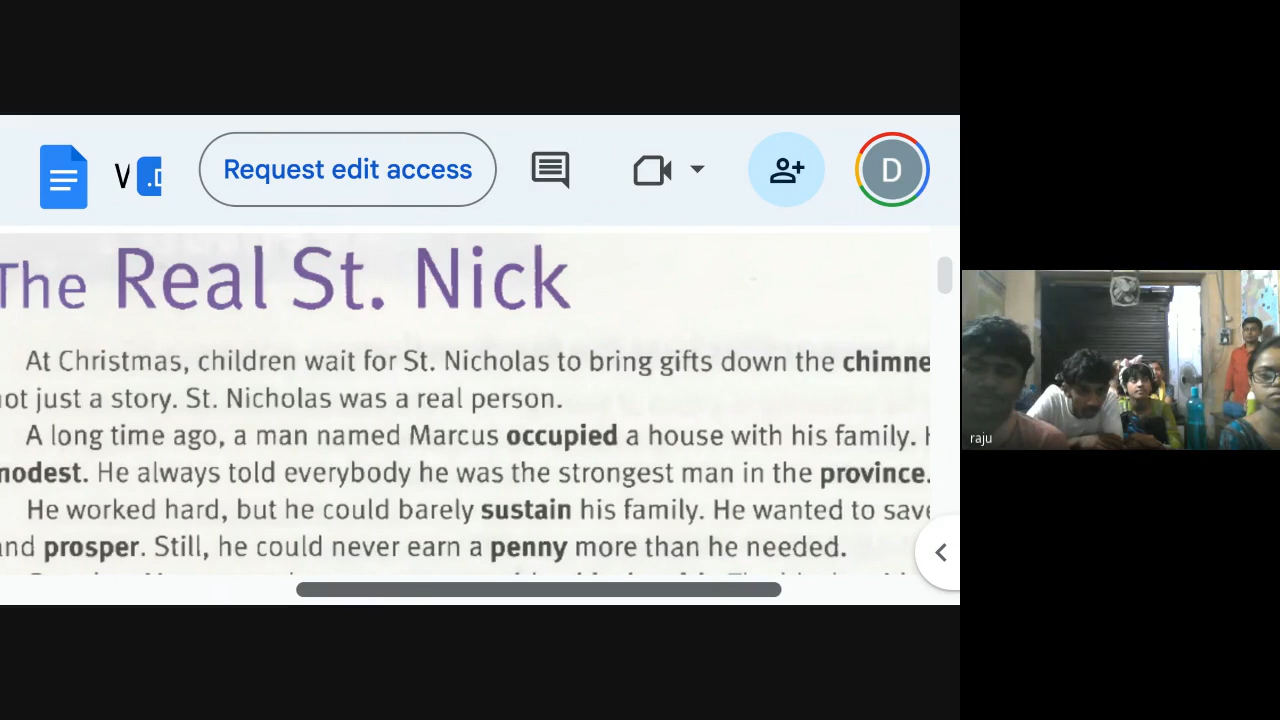 Request edit access
D
The Real St. Nick
At Christmas, children wait for St. Nicholas to bring gifts down the chimne
not just a story. St. Nicholas was a real person.
A long time ago, a man named Marcus occupied a house with his family. H
modest. He always told everybody he was the strongest man in the province.
He worked hard, but he could barely sustain his family. He wanted to save
and prosper. Still, he could never earn a penny more than he needed.
raju